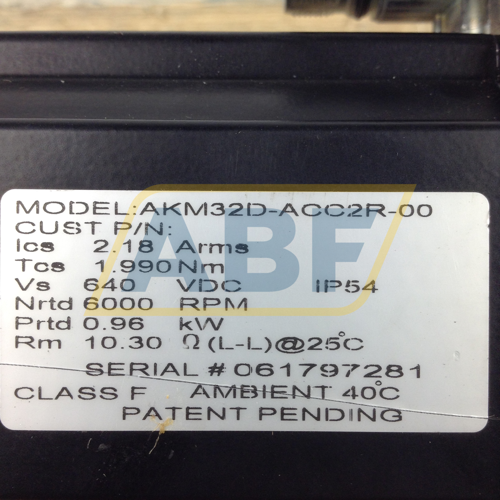 MODEL:AKM32D-ACC2R-00
CUST P/N:
Ics 2.18 Arms
Tcs 1.990 Nm
Vs 640 VDC IP54
Nrtd 6000 RPM
Prtd 0.96 kW
Rm 10.30 Ω (L-L)@25°C
SERIAL # 061797281
CLASS F AMBIENT 40°C
PATENT PENDING
ABF